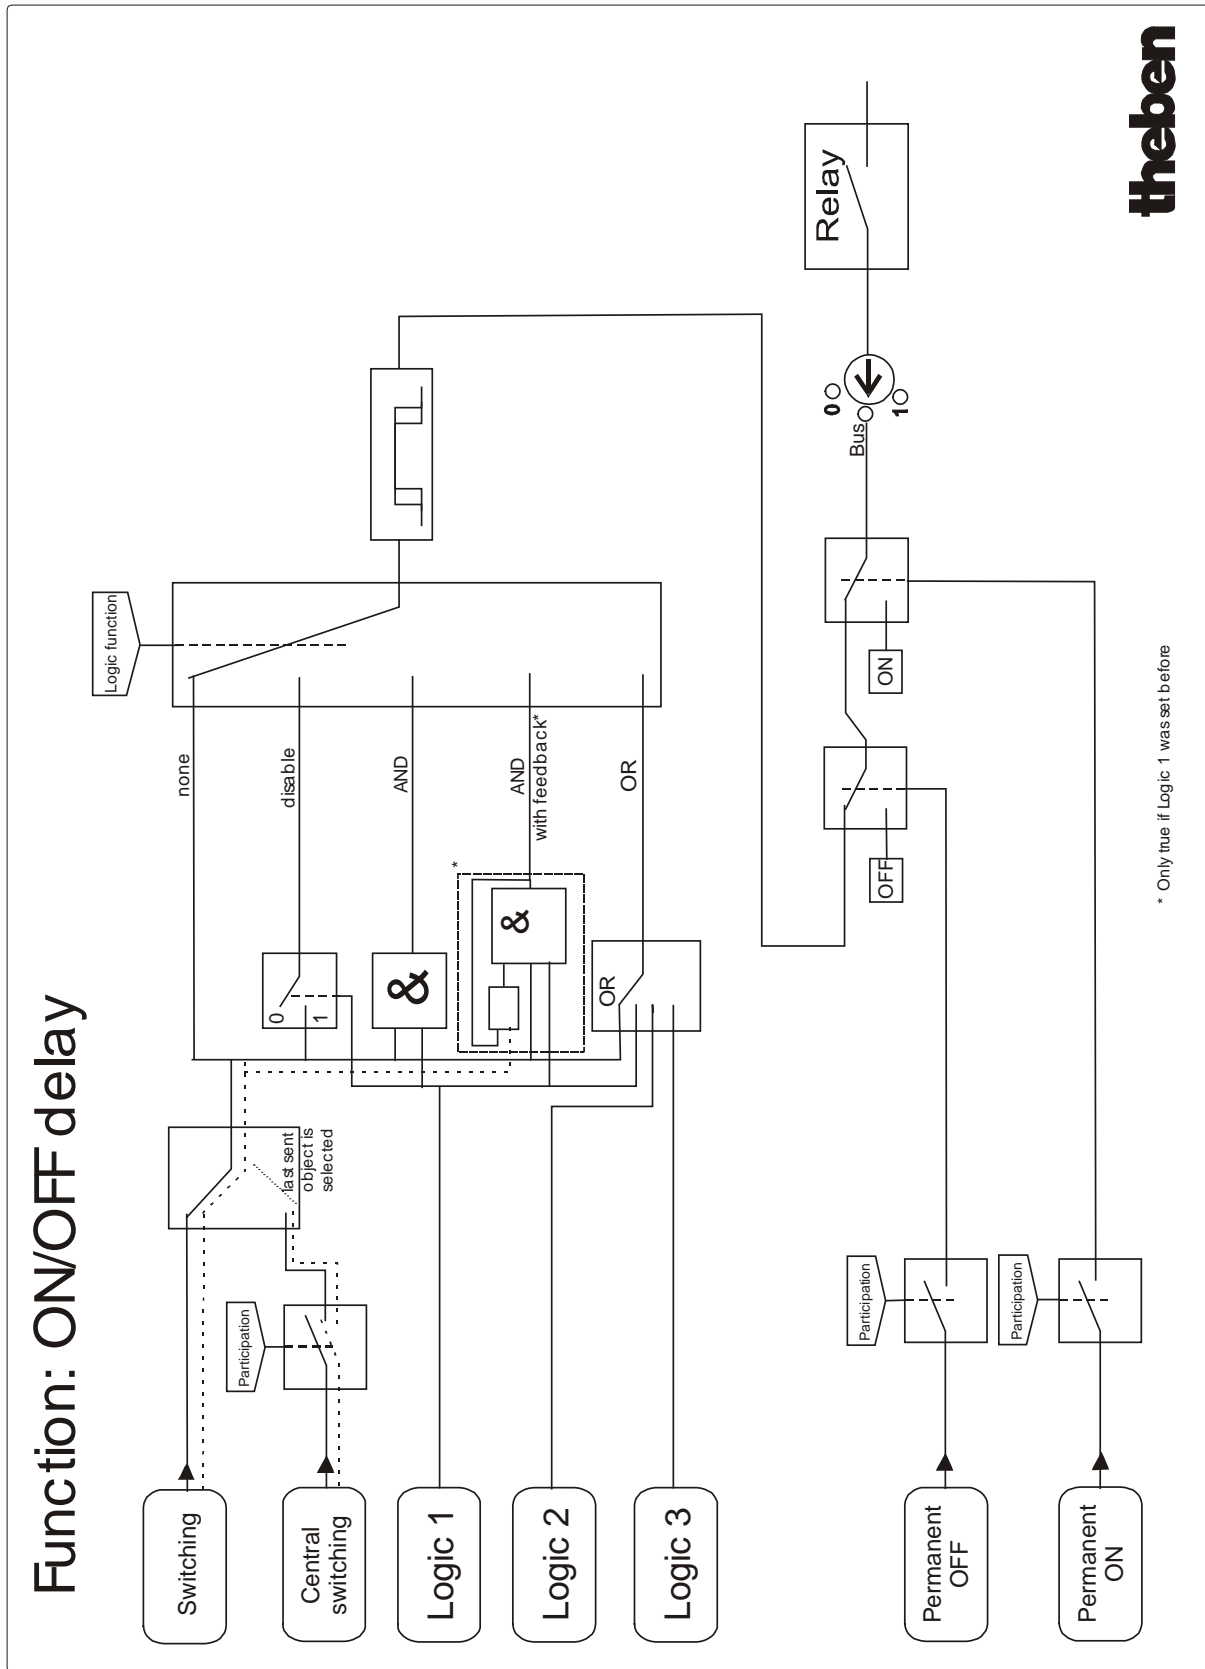 Function: ON/OFF delay
Switching
Central
switching
Logic 1
Logic 2
Logic 3
Permanent
OFF
Permanent
ON
Participation
Participation
Participation
last sent
object is
selected
0
1
&
*
&
OR
none
disable
AND
AND
with feedback*
OR
Logic function
OFF
ON
Bus
0
1
Relay
* Only true if Logic 1 was set before
theben